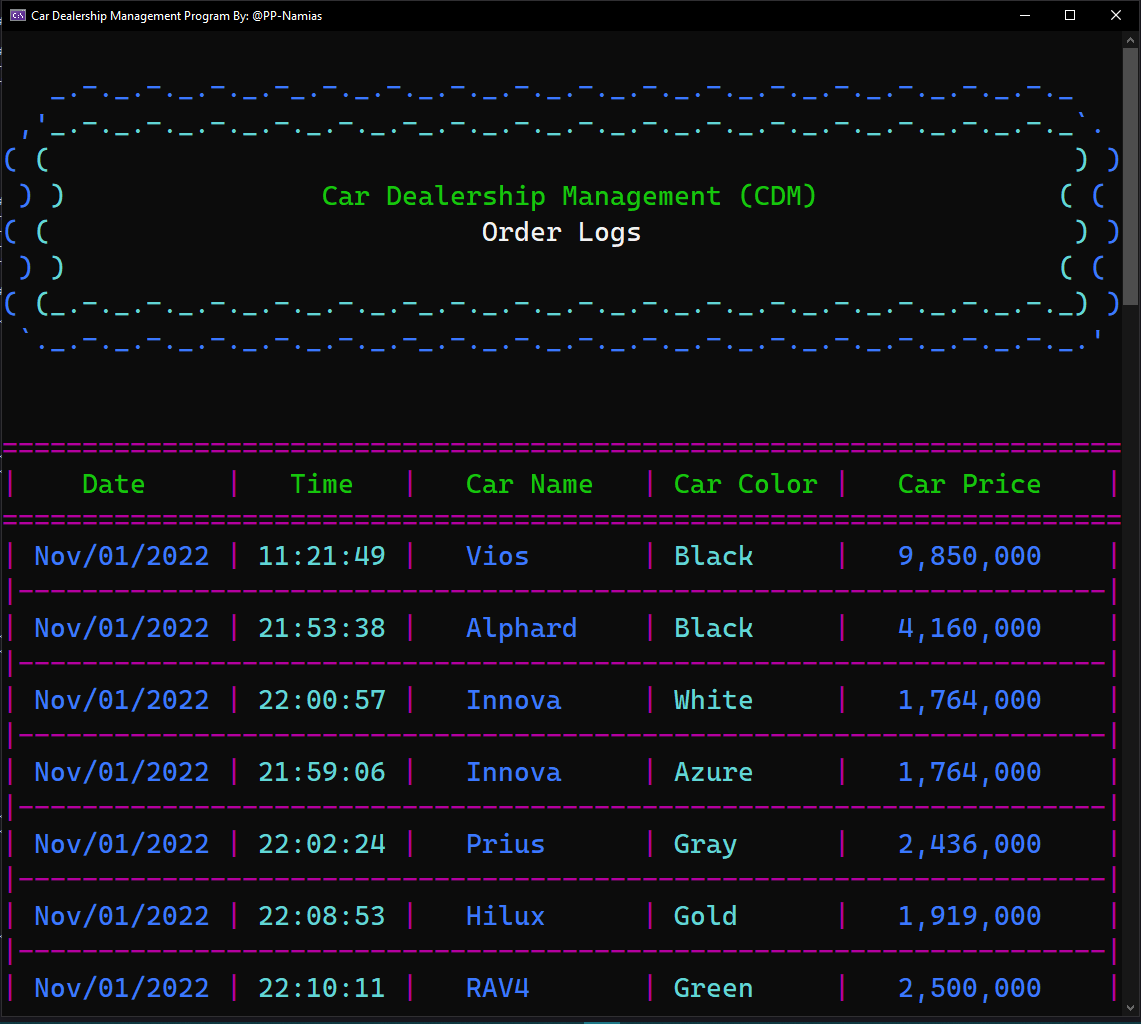 Car Dealership Management Program By: @PP-Namias
Car Dealership Management (CDM)
Order Logs
| Date | Time | Car Name | Car Color | Car Price |
| Nov/01/2022 | 11:21:49 | Vios | Black | 9,850,000 |
| Nov/01/2022 | 21:53:38 | Alphard | Black | 4,160,000 |
| Nov/01/2022 | 22:00:57 | Innova | White | 1,764,000 |
| Nov/01/2022 | 21:59:06 | Innova | Azure | 1,764,000 |
| Nov/01/2022 | 22:02:24 | Prius | Gray | 2,436,000 |
| Nov/01/2022 | 22:08:53 | Hilux | Gold | 1,919,000 |
| Nov/01/2022 | 22:10:11 | RAV4 | Green | 2,500,000 |